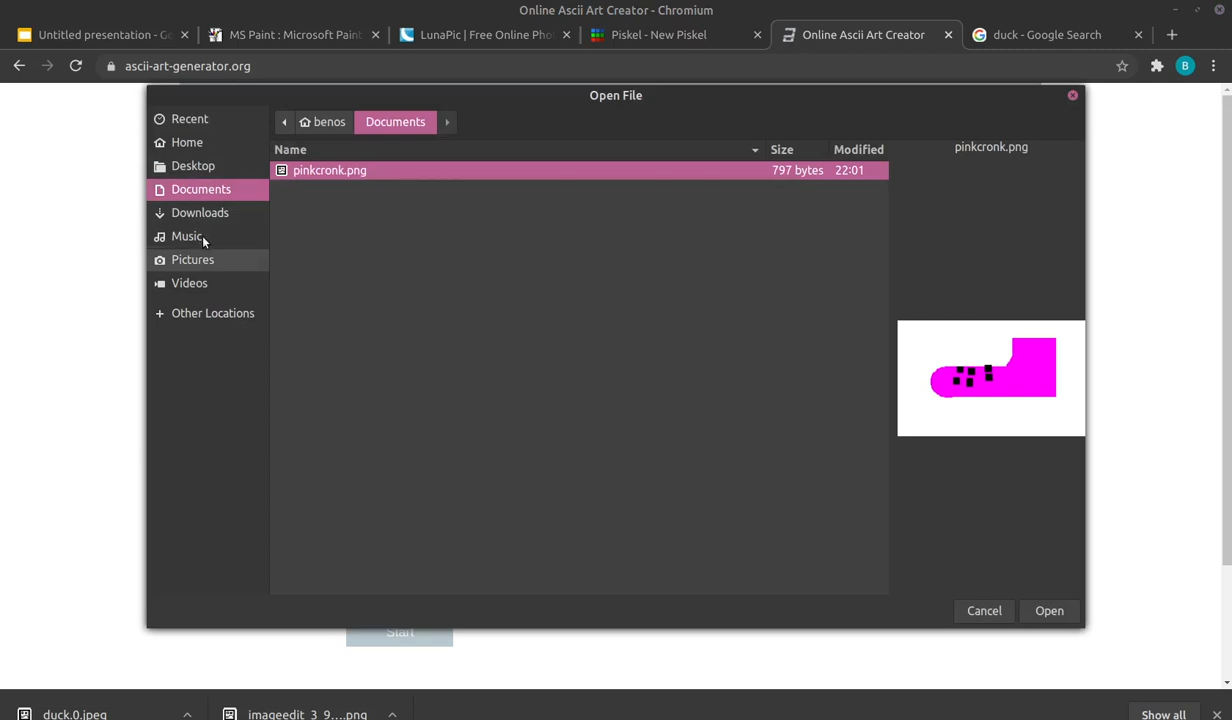 Online Ascii Art Creator - Chromium
Untitled presentation - Go
MS Paint : Microsoft Pain
LunaPic | Free Online Pho
Piskel - New Piskel
Online Ascii Art Creator
duck - Google Search
ascii-art-generator.org
B
Open File
Recent
Home
Desktop
Documents
Downloads
Music
Pictures
Videos
Other Locations
benos
Documents
Name
Size
Modified
pinkcronk.png
797 bytes
22:01
pinkcronk.png
Cancel
Open
Start
duck.0.jpeg
imageedit_3_9....png
Show all